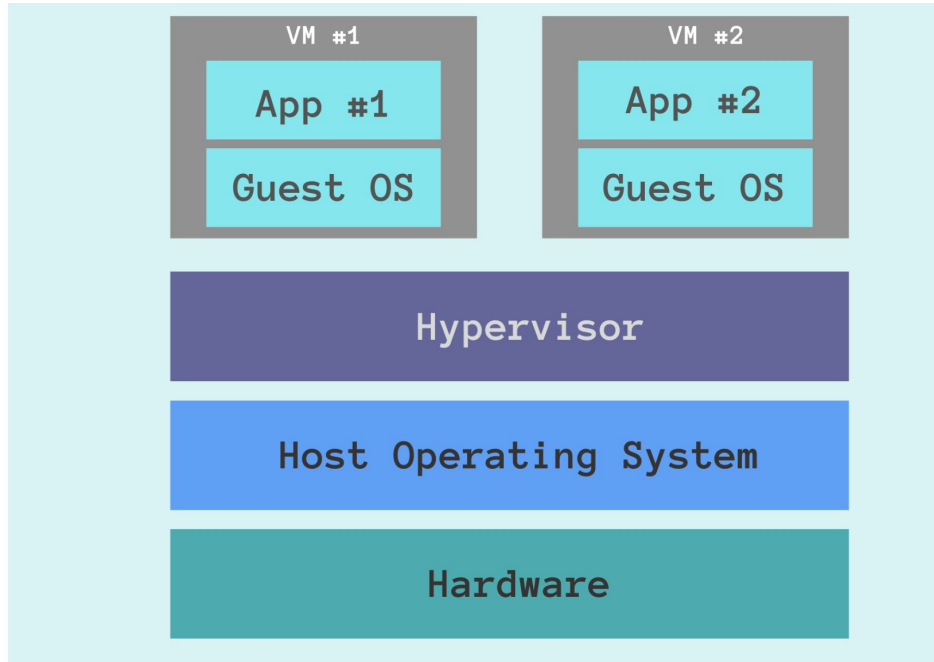 VM #1
VM #2
App #1
App #2
Guest OS
Guest OS
Hypervisor
Host Operating System
Hardware